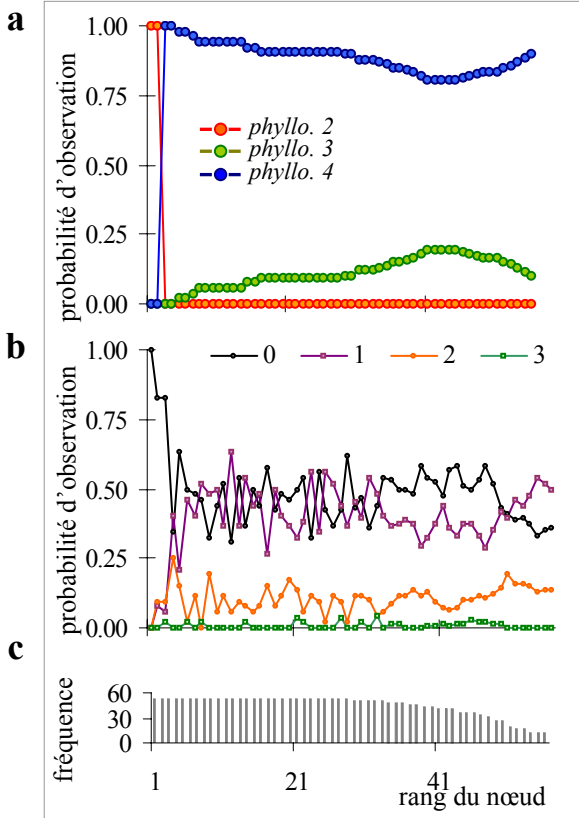 a
probabilité d'observation
1.00
0.75
0.50
0.25
0.00
phyllo. 2
phyllo. 3
phyllo. 4
b
probabilité d'observation
1.00
0.75
0.50
0.25
0.00
0 1 2 3
c
fréquence
60
30
0
1 21 41
rang du nœud